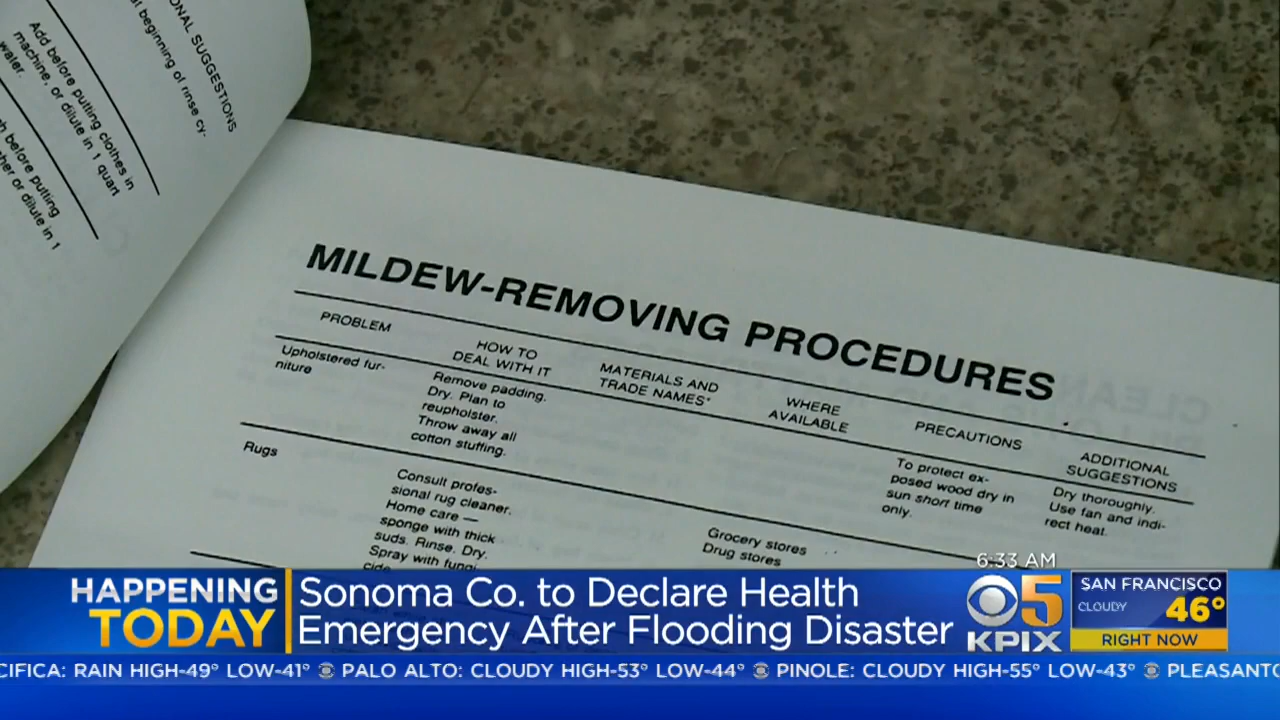 ONAL SUGGESTIONS
beginning of rinse cy-
Add before putting clothes in
machine, or dilute in 1 quart
water.
before putting
or dilute in 1
MILDEW-REMOVING PROCEDURES
PROBLEM
HOW TO
DEAL WITH IT
MATERIALS AND
TRADE NAMES*
WHERE
AVAILABLE
PRECAUTIONS
ADDITIONAL
SUGGESTIONS
Upholstered fur-
niture
Remove padding.
Dry. Plan to
reupholster.
Throw away all
cotton stuffing.
To protect ex-
posed wood dry in
sun short time
only.
Dry thoroughly.
Use fan and indi-
rect heat.
Rugs
Consult profes-
sional rug cleaner.
Home care —
sponge with thick
suds. Rinse. Dry.
Spray with fungi-
cide
Grocery stores
Drug stores
6:33 AM
HAPPENING
TODAY
Sonoma Co. to Declare Health
Emergency After Flooding Disaster
5
KPIX
SAN FRANCISCO
CLOUDY
46°
RIGHT NOW
CIFICA: RAIN HIGH-49° LOW-41° PALO ALTO: CLOUDY HIGH-53° LOW-44° PINOLE: CLOUDY HIGH-55° LOW-43° PLEASANTO